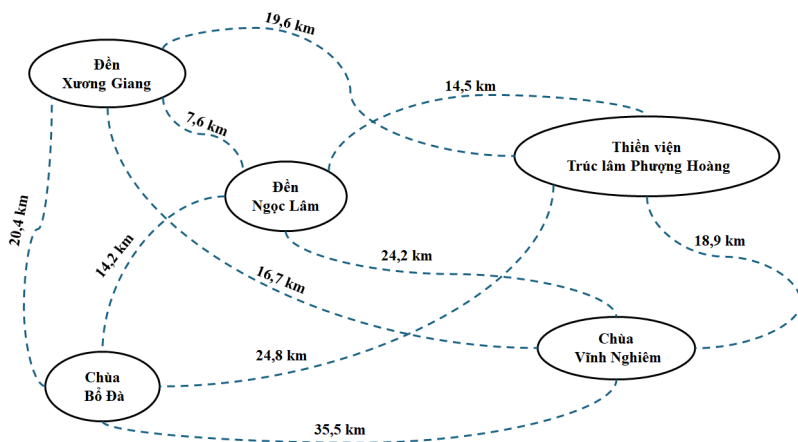 19,6 km
Đền
Xương Giang
14,5 km
7,6 km
Thiền viện
Trúc lâm Phượng Hoàng
Đền
Ngọc Lâm
20,4 km
14,2 km
24,2 km
18,9 km
16,7 km
Chùa
Vĩnh Nghiêm
24,8 km
Chùa
Bổ Đà
35,5 km